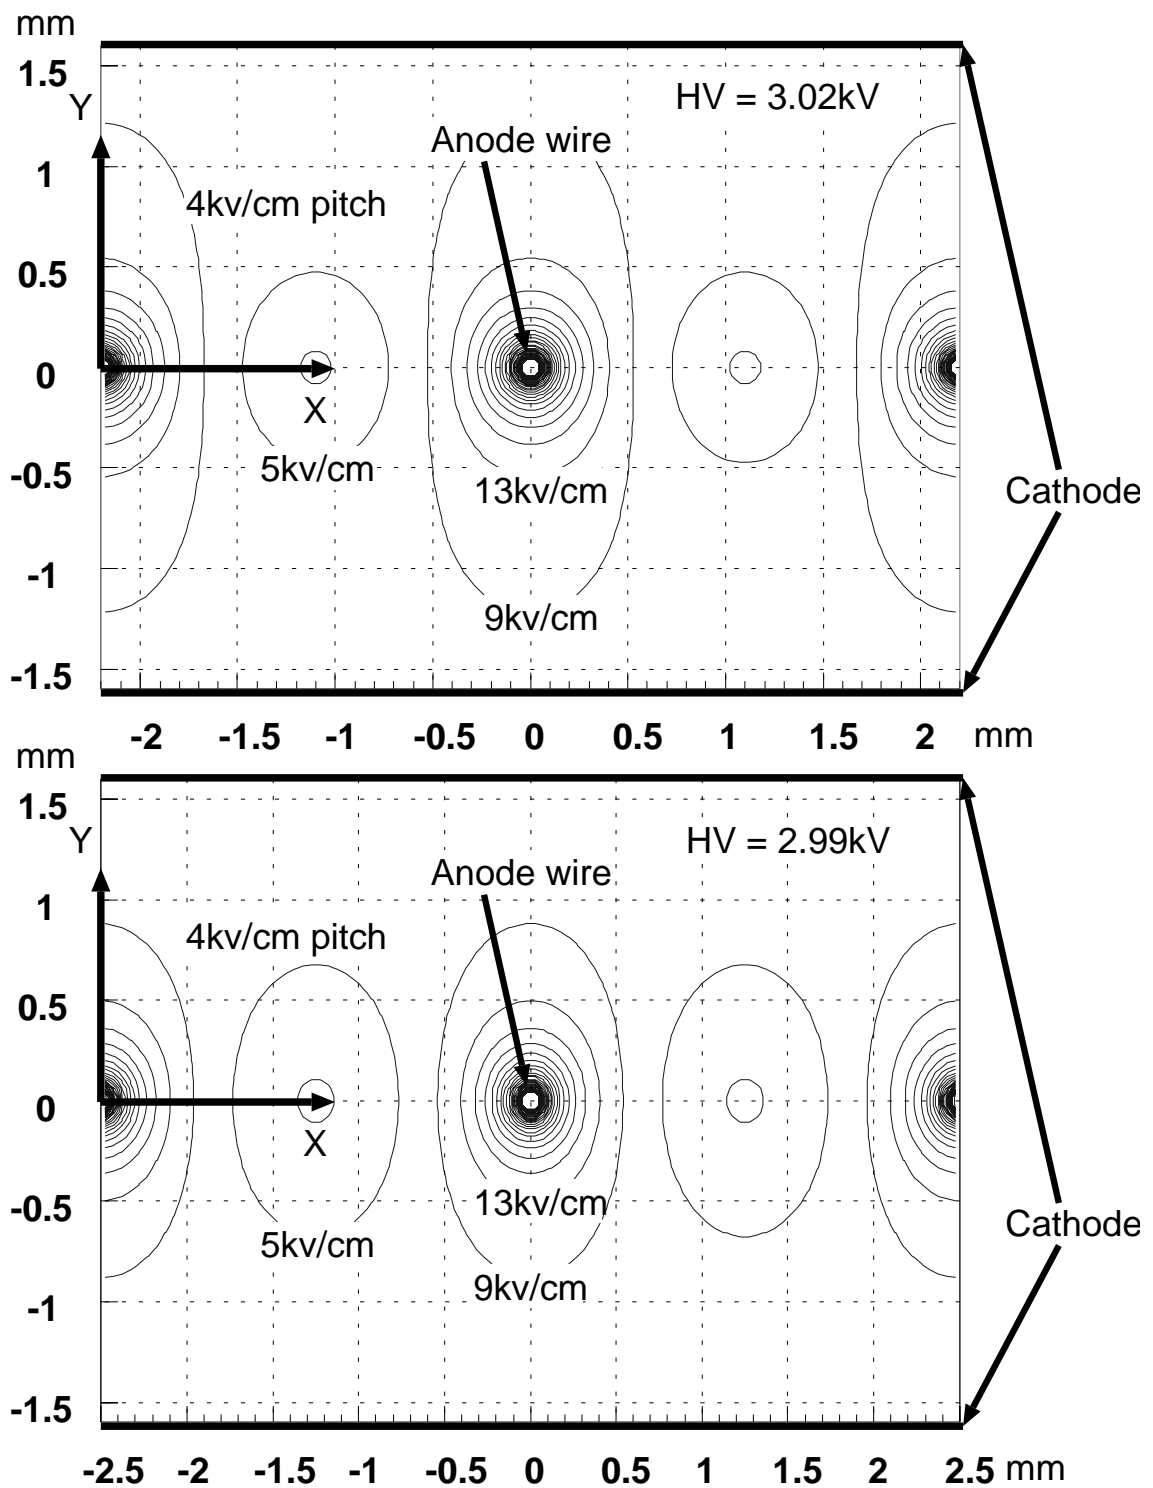 mm
1.5
HV = 3.02kV
Y
Anode wire
1
4kv/cm pitch
0.5
0
X
5kv/cm
-0.5
13kv/cm
Cathode
-1
9kv/cm
-1.5
-2 -1.5 -1 -0.5 0 0.5 1 1.5 2 mm
mm
1.5
HV = 2.99kV
Y
Anode wire
1
4kv/cm pitch
0.5
0
X
-0.5
13kv/cm
Cathode
5kv/cm
9kv/cm
-1
-1.5
-2.5 -2 -1.5 -1 -0.5 0 0.5 1 1.5 2 2.5 mm